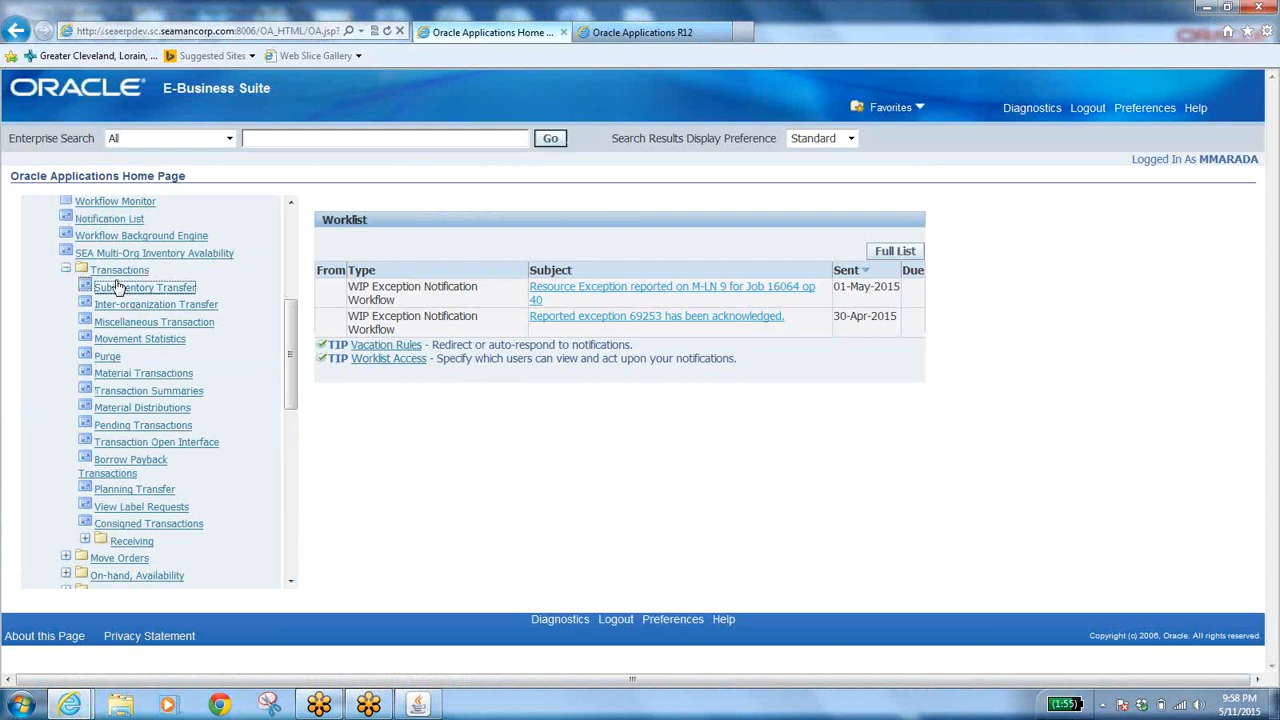 http://seaerpdev.sc.seamancorp.com:8006/OA_HTML/OA.jsp?
Oracle Applications Home ...
Oracle Applications R12
Greater Cleveland, Lorain, ...
Suggested Sites
Web Slice Gallery
ORACLE
E-Business Suite
Favorites
Diagnostics Logout Preferences Help
Enterprise Search All Go Search Results Display Preference Standard
Logged In As MMARADA
Oracle Applications Home Page
Workflow Monitor
Notification List
Workflow Background Engine
SEA Multi-Org Inventory Avalability
Transactions
Subinventory Transfer
Inter-organization Transfer
Miscellaneous Transaction
Movement Statistics
Purge
Material Transactions
Transaction Summaries
Material Distributions
Pending Transactions
Transaction Open Interface
Borrow Payback
Transactions
Planning Transfer
View Label Requests
Consigned Transactions
Receiving
Move Orders
On-hand, Availability
Worklist
Full List
From Type Subject Sent Due
WIP Exception Notification Workflow Resource Exception reported on M-LN 9 for Job 16064 op 40 01-May-2015
WIP Exception Notification Workflow Reported exception 69253 has been acknowledged. 30-Apr-2015
TIP Vacation Rules - Redirect or auto-respond to notifications.
TIP Worklist Access - Specify which users can view and act upon your notifications.
Diagnostics Logout Preferences Help
About this Page Privacy Statement
Copyright (c) 2006, Oracle. All rights reserved.
(1:55)
9:58 PM
5/11/2015